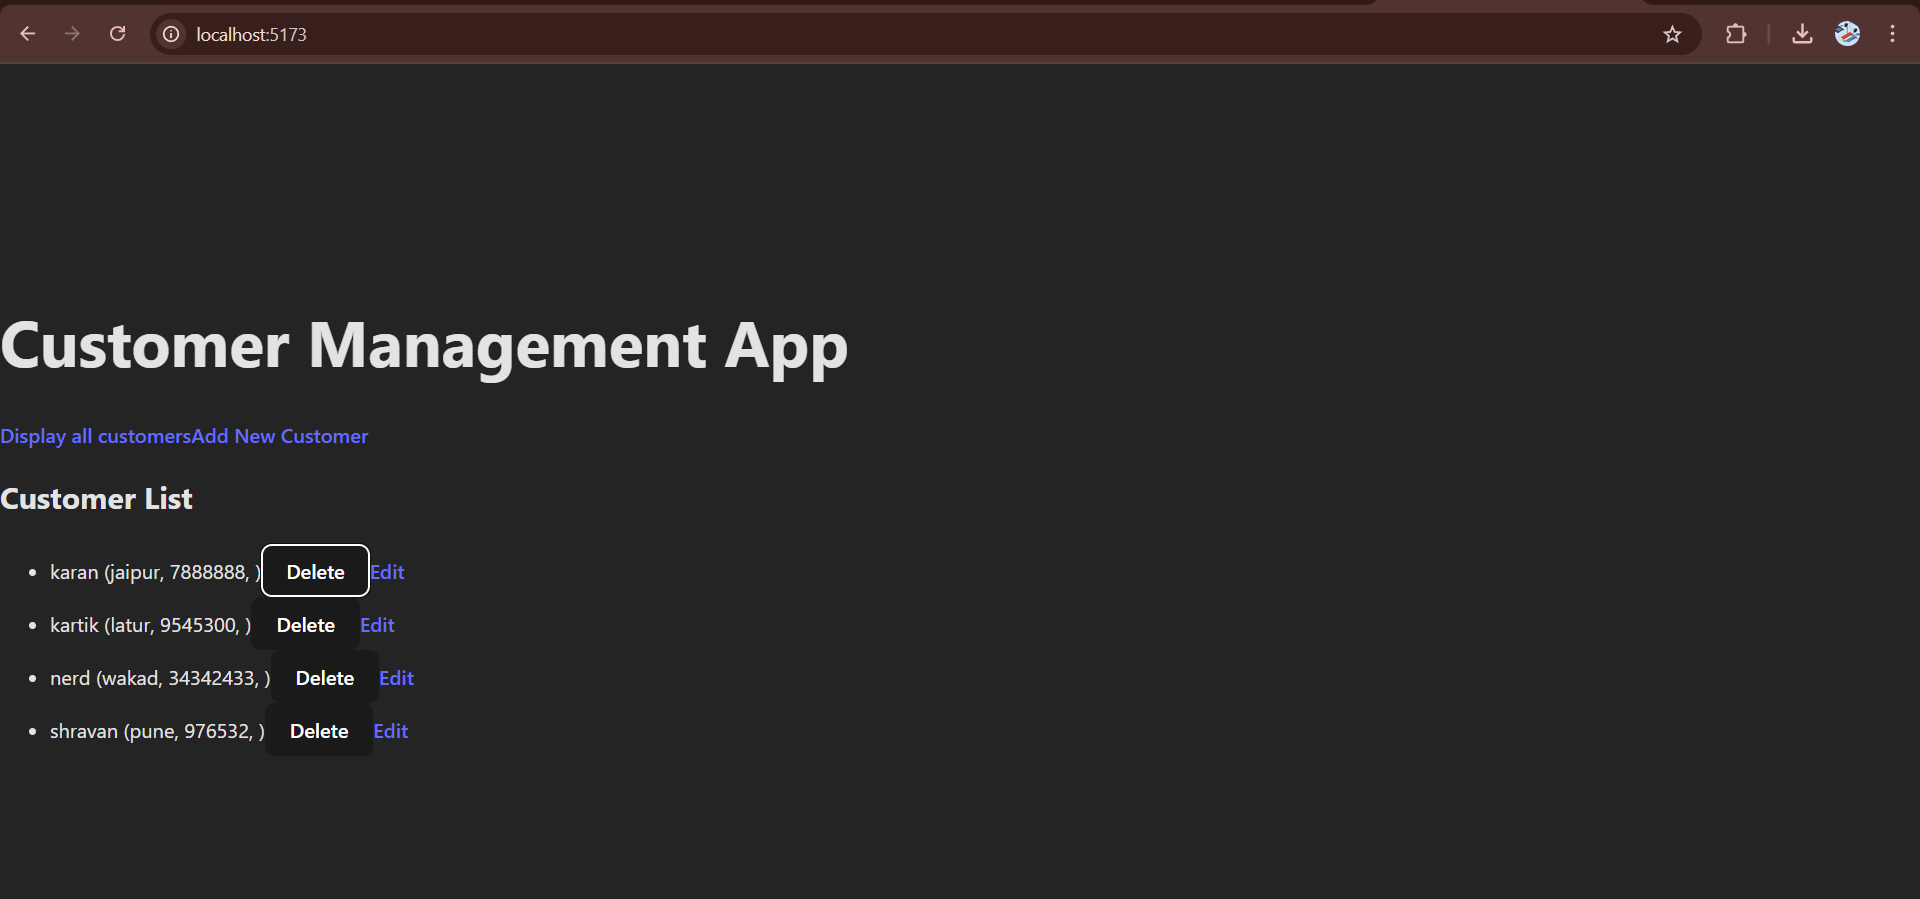 localhost:5173
Customer Management App
Display all customersAdd New Customer
Customer List
karan (jaipur, 7888888, ) Delete Edit
kartik (latur, 9545300, ) Delete Edit
nerd (wakad, 34342433, ) Delete Edit
shravan (pune, 976532, ) Delete Edit